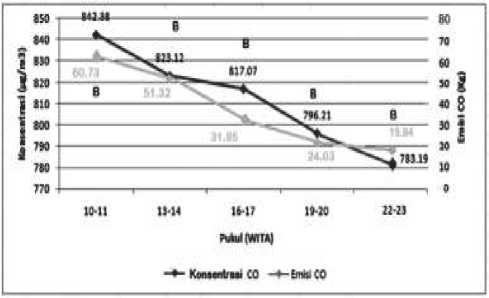 850
840
830
820
810
800
790
780
770
Konsentrasi (µg/m3)
842.38
823.12
817.07
796.21
783.19
60.73
51.32
31.85
24.03
19.84
B
B
B
B
B
80
70
60
50
40
30
20
10
0
Emisi CO (Kg)
10-11 13-14 16-17 19-20 22-23
Pukul (WITA)
Konsentrasi CO Emisi CO